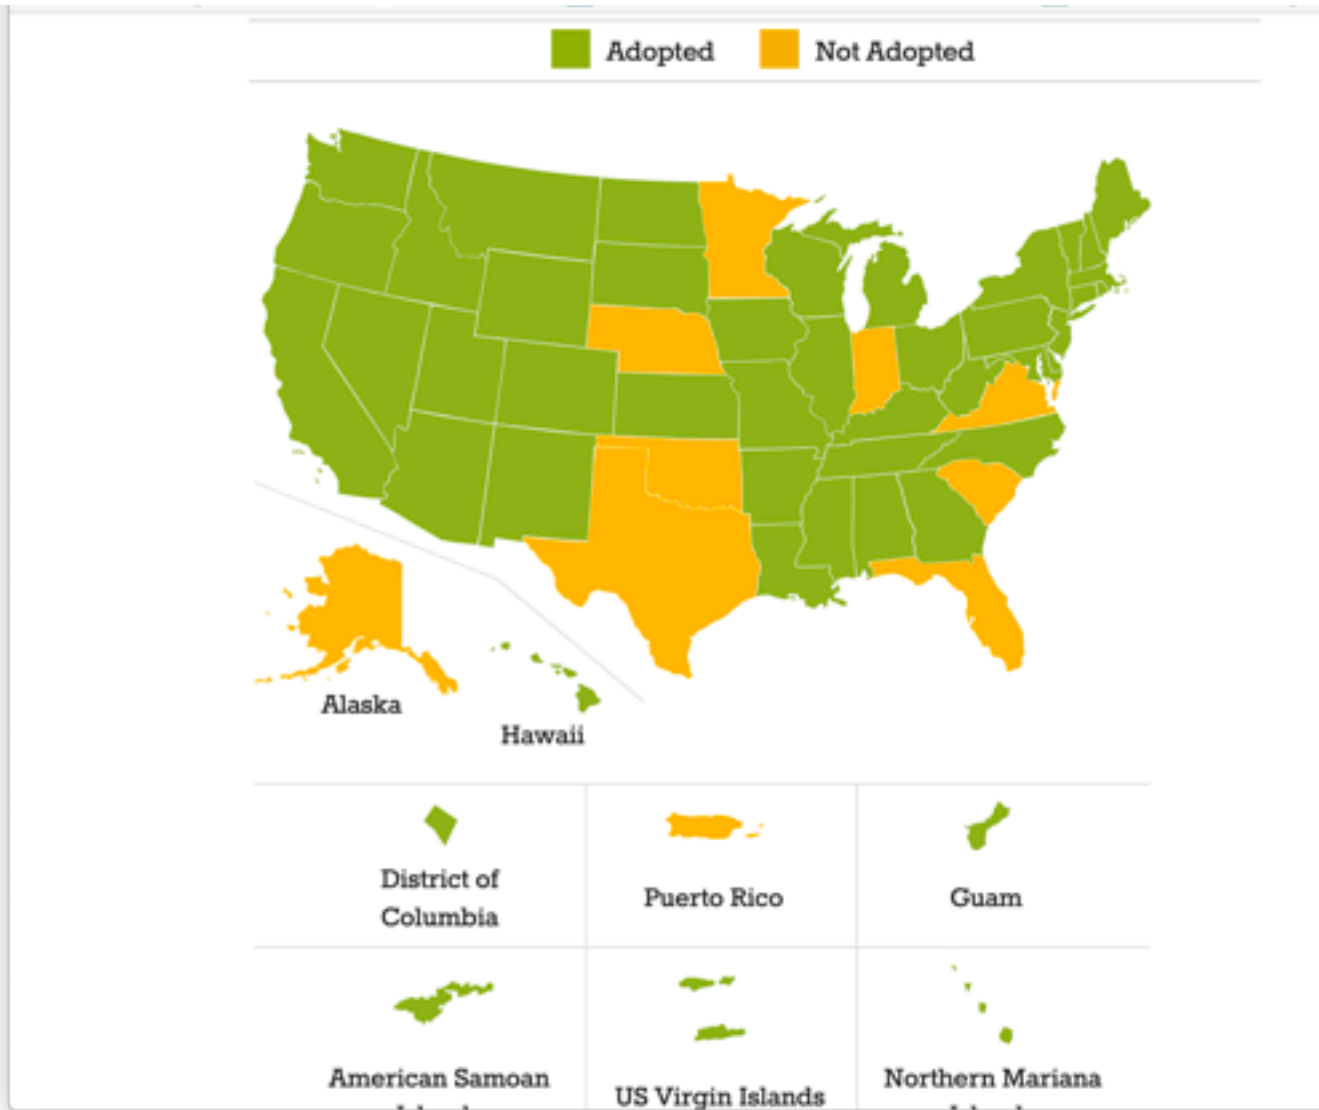 Adopted Not Adopted
Alaska
Hawaii
District of
Columbia
Puerto Rico
Guam
American Samoan
US Virgin Islands
Northern Mariana